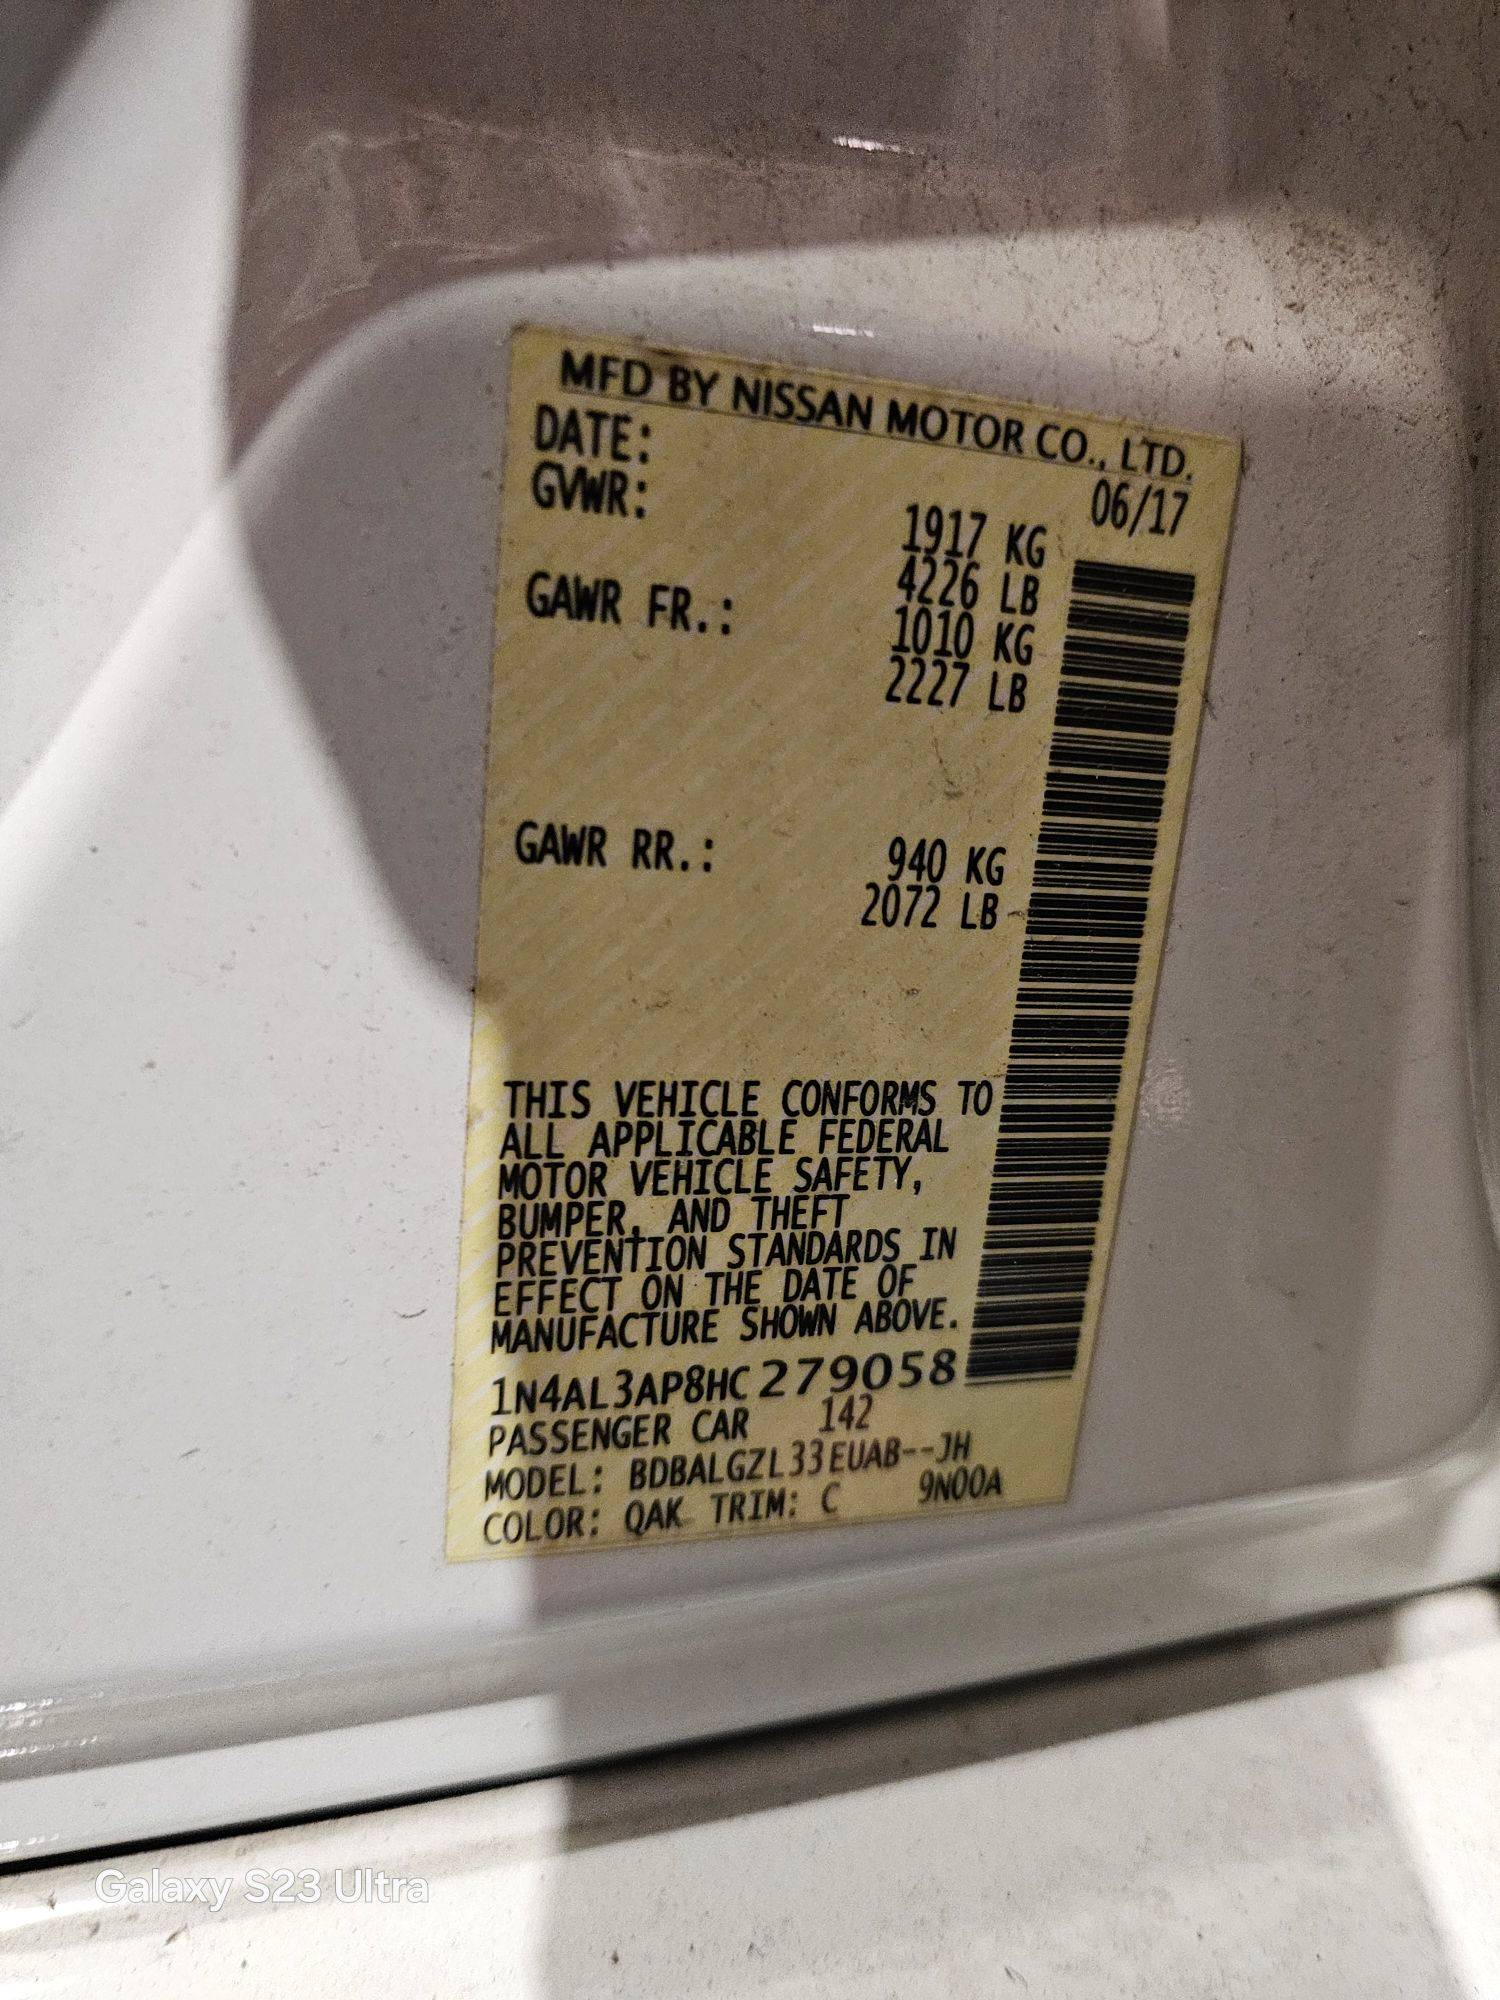 MFD BY NISSAN MOTOR CO., LTD.
DATE: 06/17
GVWR: 1917 KG
4226 LB
GAWR FR.: 1010 KG
2227 LB
GAWR RR.: 940 KG
2072 LB
THIS VEHICLE CONFORMS TO
ALL APPLICABLE FEDERAL
MOTOR VEHICLE SAFETY,
BUMPER, AND THEFT
PREVENTION STANDARDS IN
EFFECT ON THE DATE OF
MANUFACTURE SHOWN ABOVE.
1N4AL3AP8HC279058
PASSENGER CAR 142
MODEL: BDBALGZL33EUAB--JH
COLOR: QAK TRIM: C 9N00A
Galaxy S23 Ultra